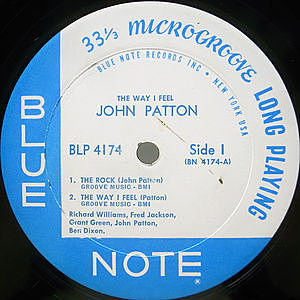 33⅓ MICROGROOVE LONG PLAYING
BLUE NOTE RECORDS INC • NEW YORK USA
THE WAY I FEEL
JOHN PATTON
BLP 4174
Side 1
(BN 4174-A)
1. THE ROCK (John Patton)
GROOVE MUSIC - BMI
2. THE WAY I FEEL (Patton)
GROOVE MUSIC - BMI
Richard Williams, Fred Jackson,
Grant Green, John Patton,
Ben Dixon.
BLUE
NOTE
®